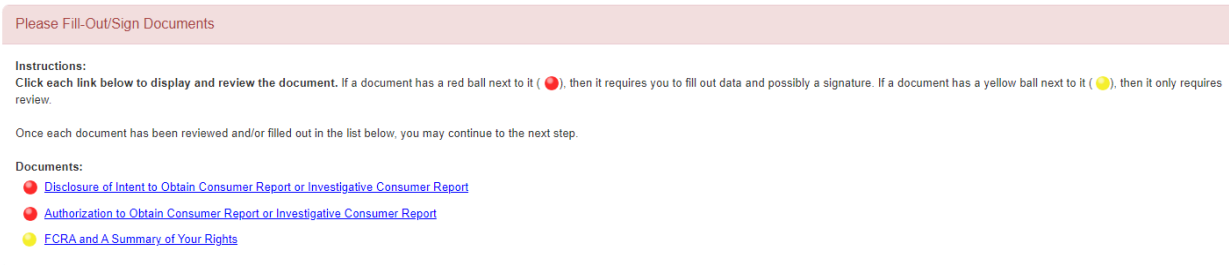 Please Fill-Out/Sign Documents
Instructions:
Click each link below to display and review the document. If a document has a red ball next to it ( ), then it requires you to fill out data and possibly a signature. If a document has a yellow ball next to it ( ), then it only requires
review.
Once each document has been reviewed and/or filled out in the list below, you may continue to the next step.
Documents:
Disclosure of Intent to Obtain Consumer Report or Investigative Consumer Report
Authorization to Obtain Consumer Report or Investigative Consumer Report
FCRA and A Summary of Your Rights